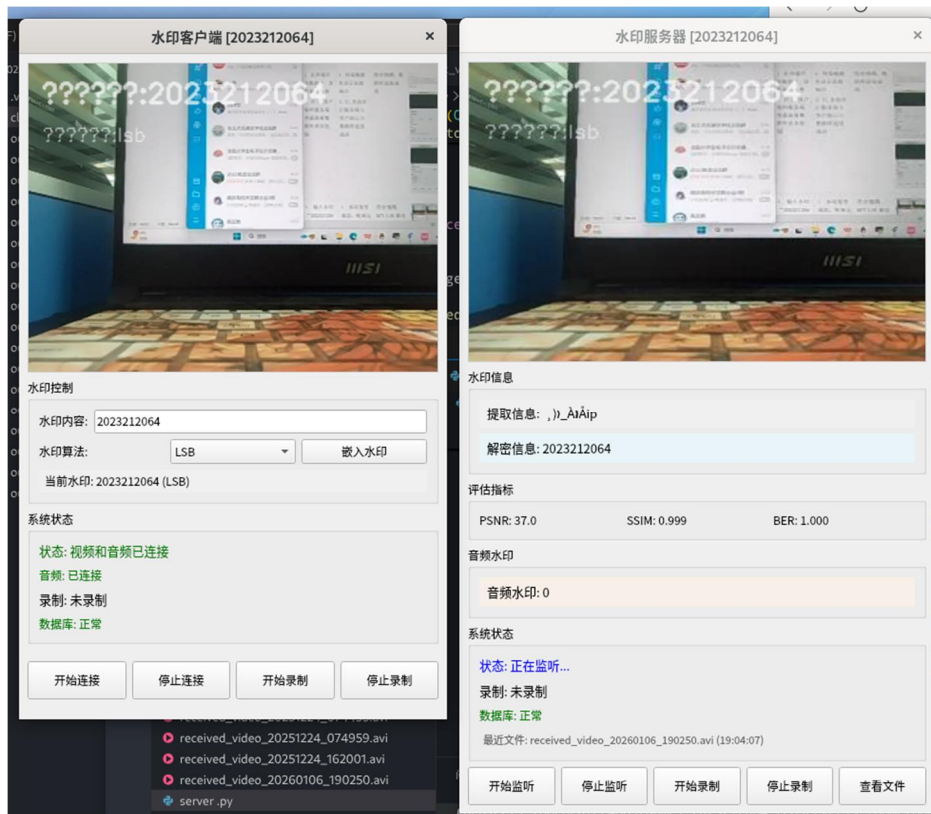 水印客户端 [2023212064]
×
??????:2023212064
??????:lsb
msi
水印控制
水印内容: 2023212064
水印算法: LSB 嵌入水印
当前水印: 2023212064 (LSB)
系统状态
状态: 视频和音频已连接
音频: 已连接
录制: 未录制
数据库: 正常
开始连接 停止连接 开始录制 停止录制
received_video_20251224_074959.avi
received_video_20251224_162001.avi
received_video_20260106_190250.avi
server .py
水印服务器 [2023212064]
×
??????:2023212064
??????:lsb
msi
水印信息
提取信息: ¸))_ÀıÅip
解密信息: 2023212064
评估指标
PSNR: 37.0 SSIM: 0.999 BER: 1.000
音频水印
音频水印: 0
系统状态
状态: 正在监听...
录制: 未录制
数据库: 正常
最近文件: received_video_20260106_190250.avi (19:04:07)
开始监听 停止监听 开始录制 停止录制 查看文件